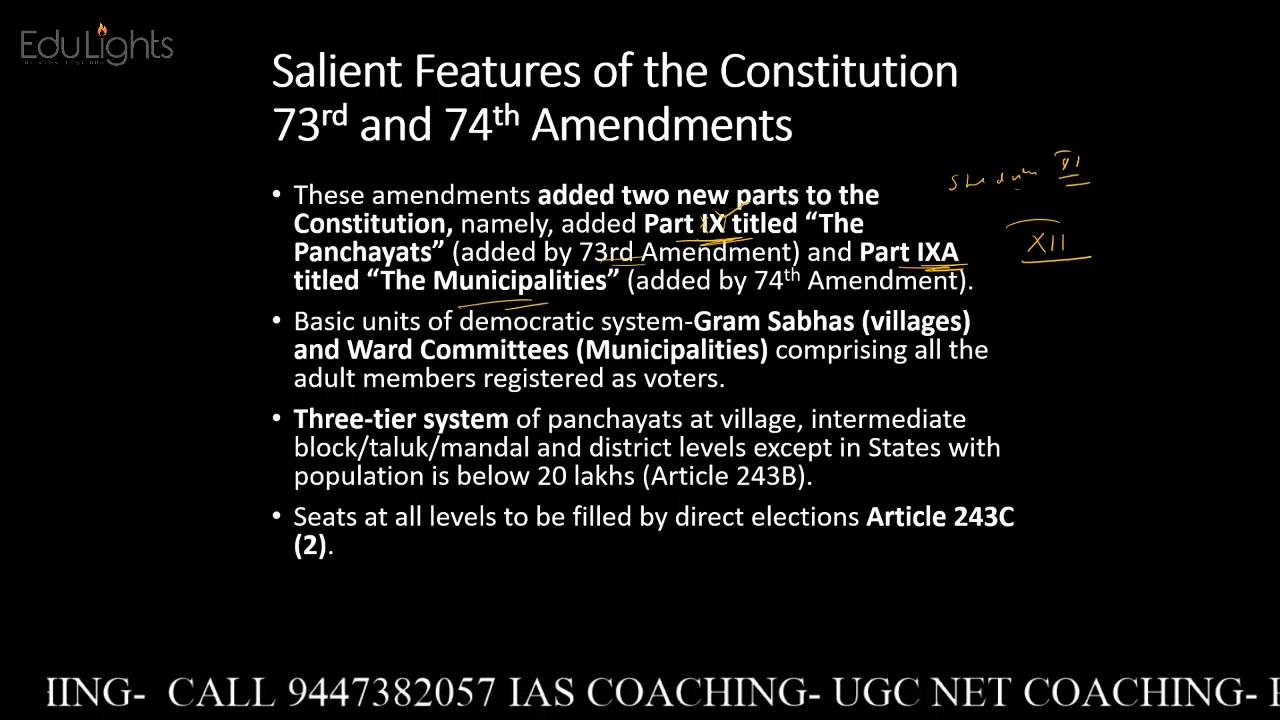 EduLights
Salient Features of the Constitution
73rd and 74th Amendments
• These amendments added two new parts to the
Constitution, namely, added Part IX titled “The
Panchayats” (added by 73rd Amendment) and Part IXA
titled “The Municipalities” (added by 74th Amendment).
• Basic units of democratic system-Gram Sabhas (villages)
and Ward Committees (Municipalities) comprising all the
adult members registered as voters.
• Three-tier system of panchayats at village, intermediate
block/taluk/mandal and district levels except in States with
population is below 20 lakhs (Article 243B).
• Seats at all levels to be filled by direct elections Article 243C
(2).
XI
XII
IING- CALL 9447382057 IAS COACHING- UGC NET COACHING-